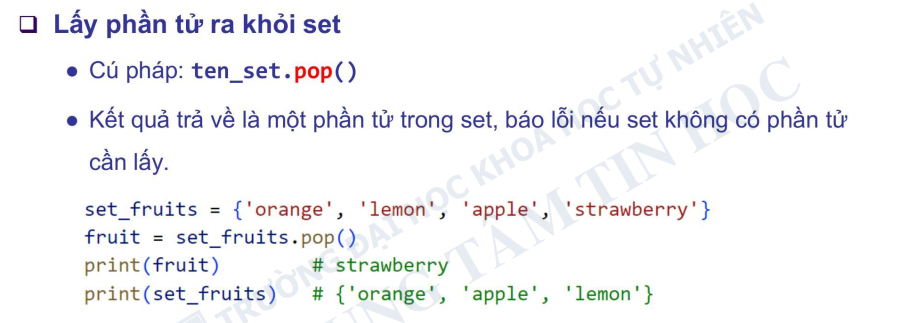 ❑ Lấy phần tử ra khỏi set
● Cú pháp: ten_set.pop()
● Kết quả trả về là một phần tử trong set, báo lỗi nếu set không có phần tử
cần lấy.
set_fruits = {'orange', 'lemon', 'apple', 'strawberry'}
fruit = set_fruits.pop()
print(fruit)        # strawberry
print(set_fruits)   # {'orange', 'apple', 'lemon'}
TRƯỜNG ĐẠI HỌC KHOA HỌC TỰ NHIÊN
TRUNG TÂM TIN HỌC